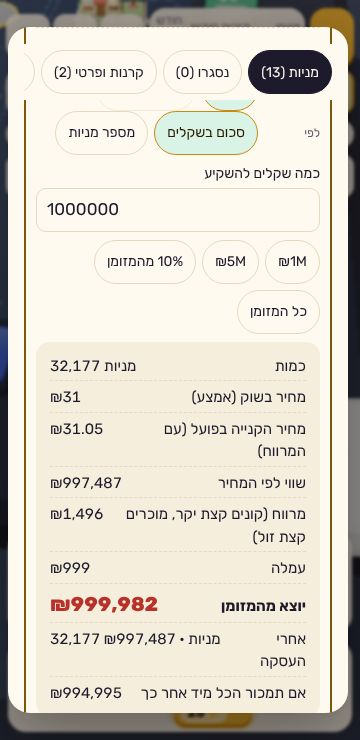 מניות (13)
נסגרו (0)
קרנות ופרטי (2)
לפי
סכום בשקלים
מספר מניות
כמה שקלים להשקיע
1000000
₪1M
₪5M
10% מהמזומן
כל המזומן
כמות 32,177 מניות
מחיר בשוק (אמצע) ₪31
מחיר הקנייה בפועל (עם ₪31.05
המרווח)
שווי לפי המחיר ₪997,487
מרווח (קונים קצת יקר, מוכרים ₪1,496
קצת זול)
עמלה ₪999
יוצא מהמזומן ₪999,982
אחרי 32,177 מניות • ₪997,487
העסקה
אם תמכור הכל מיד אחר כך ₪994,995